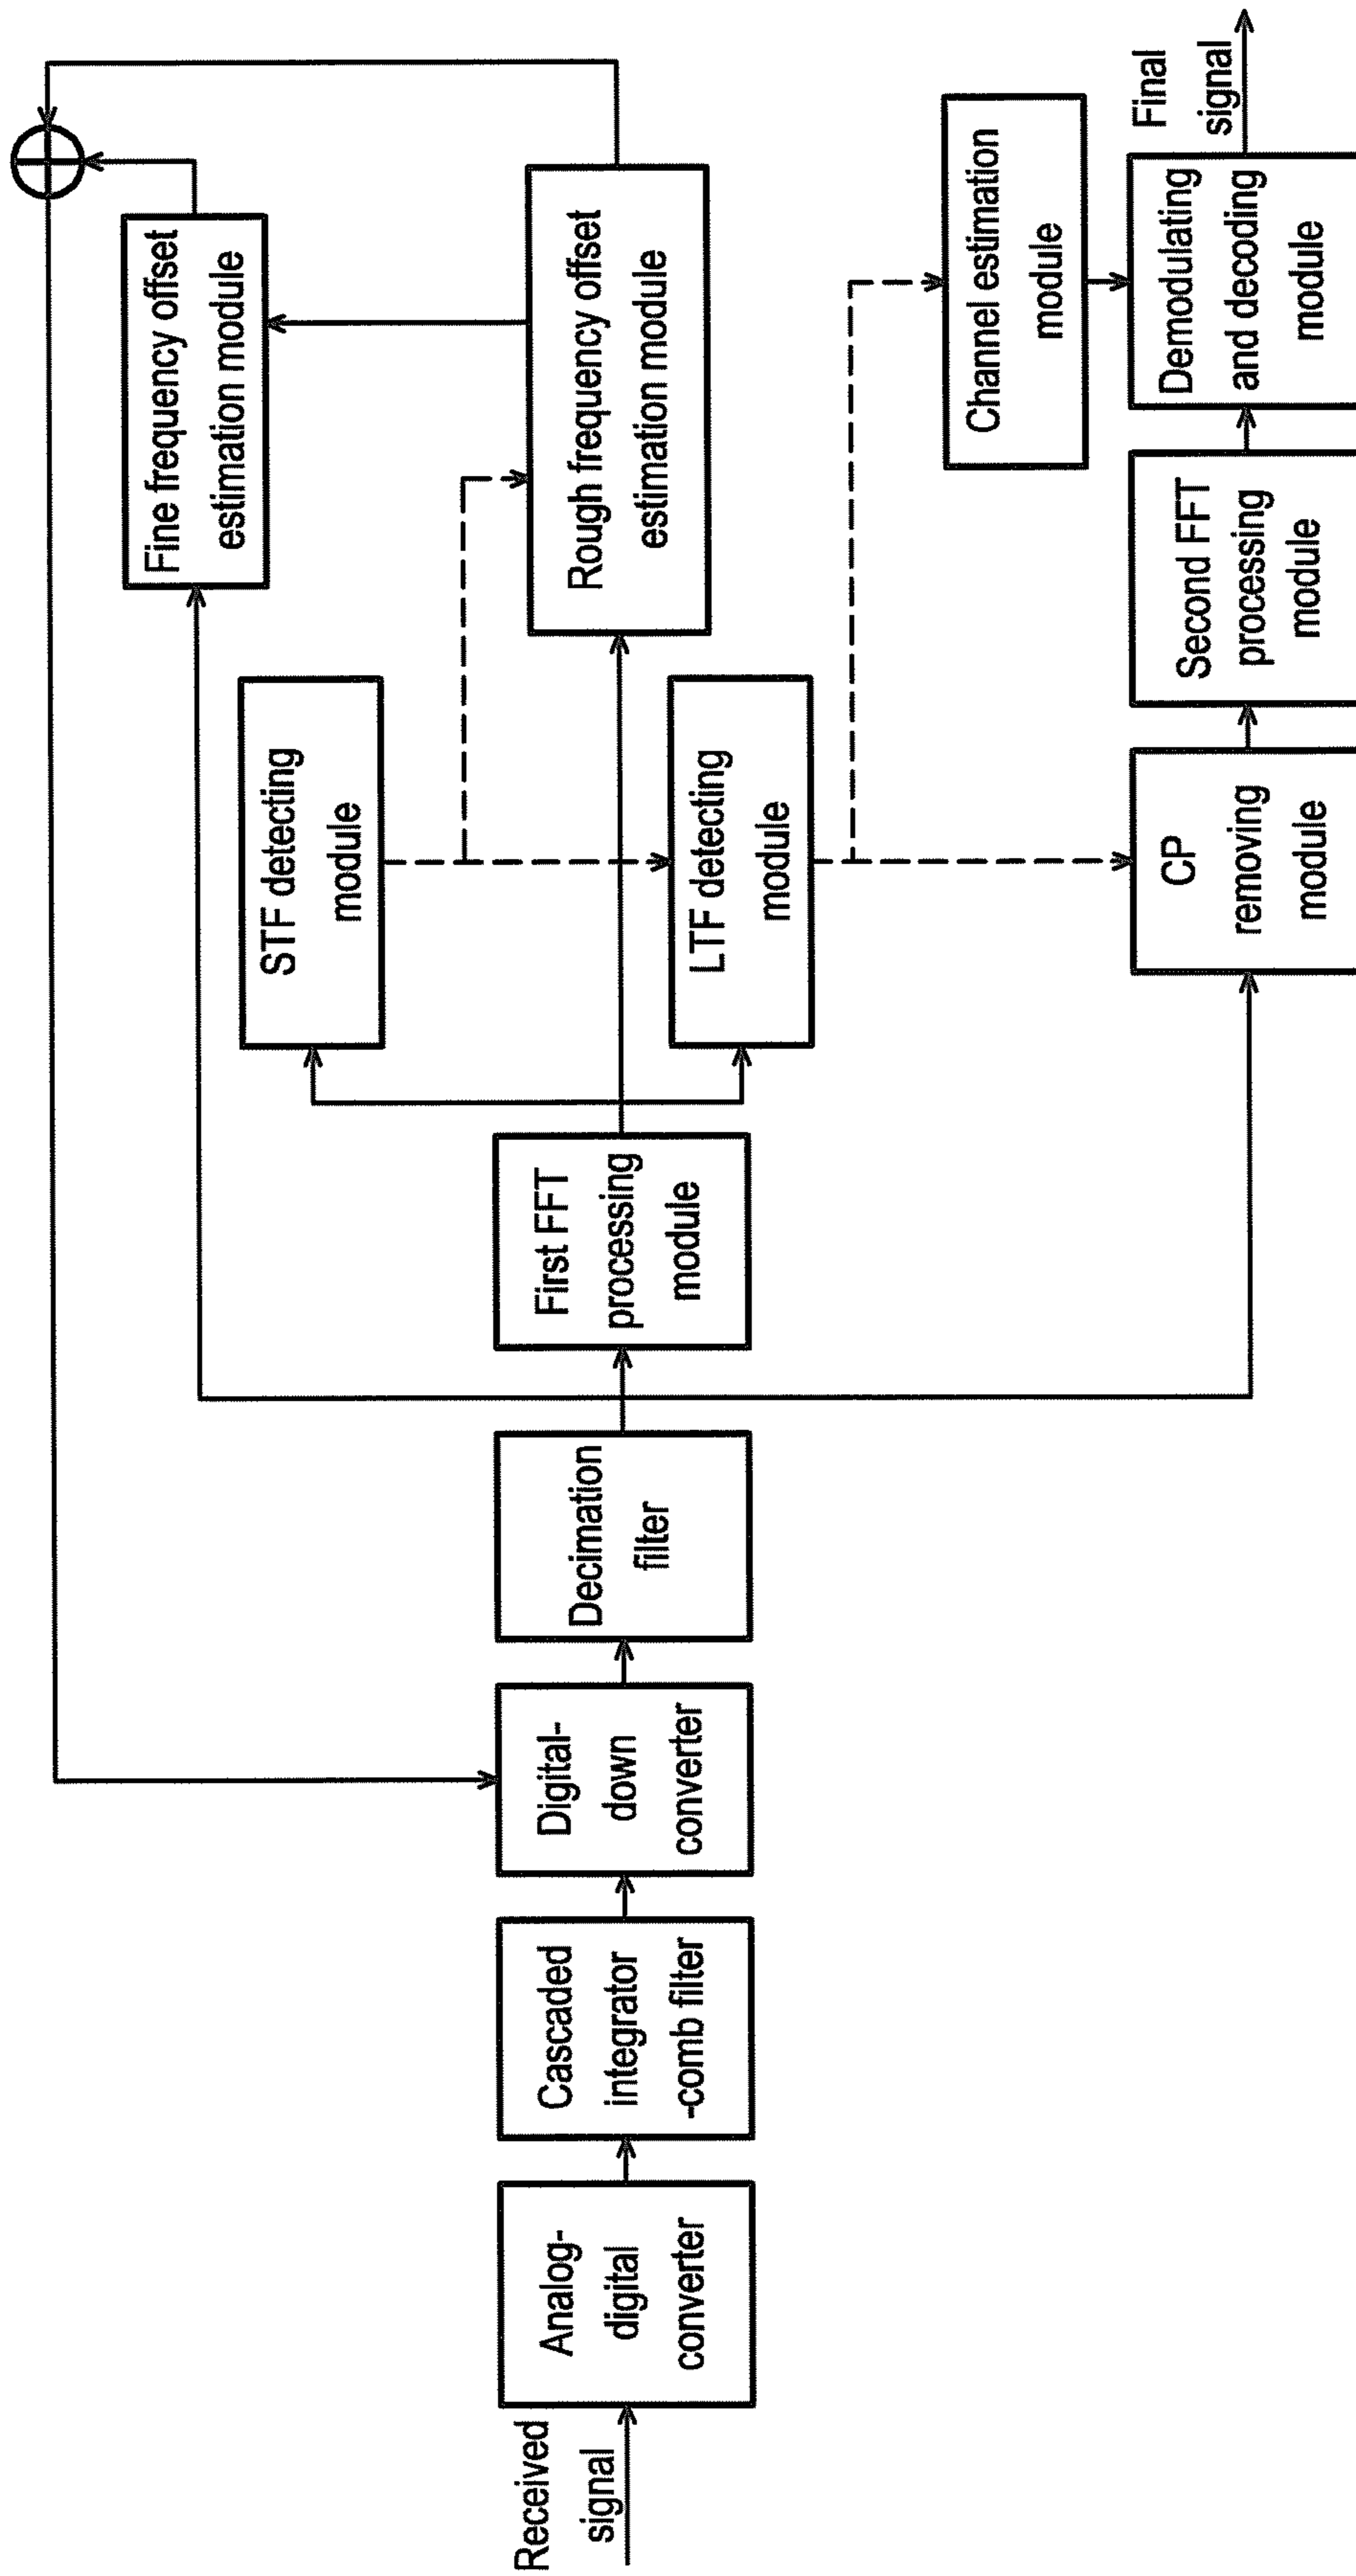 Received
signal
Analog-
digital
converter
Cascaded
integrator
-comb filter
Digital-
down
converter
Decimation
filter
First FFT
processing
module
STF detecting
module
LTF detecting
module
Fine frequency offset
estimation module
Rough frequency offset
estimation module
CP
removing
module
Second FFT
processing
module
Channel estimation
module
Demodulating
and decoding
module
Final
signal